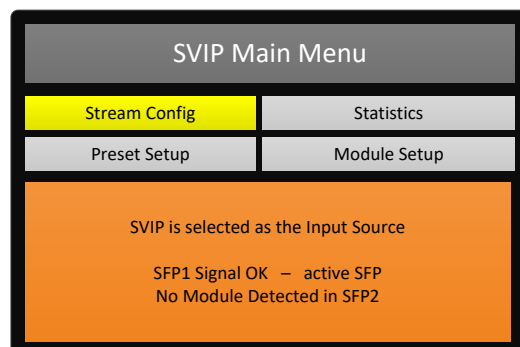 SVIP Main Menu
Stream Config
Statistics
Preset Setup
Module Setup
SVIP is selected as the Input Source
SFP1 Signal OK – active SFP
No Module Detected in SFP2